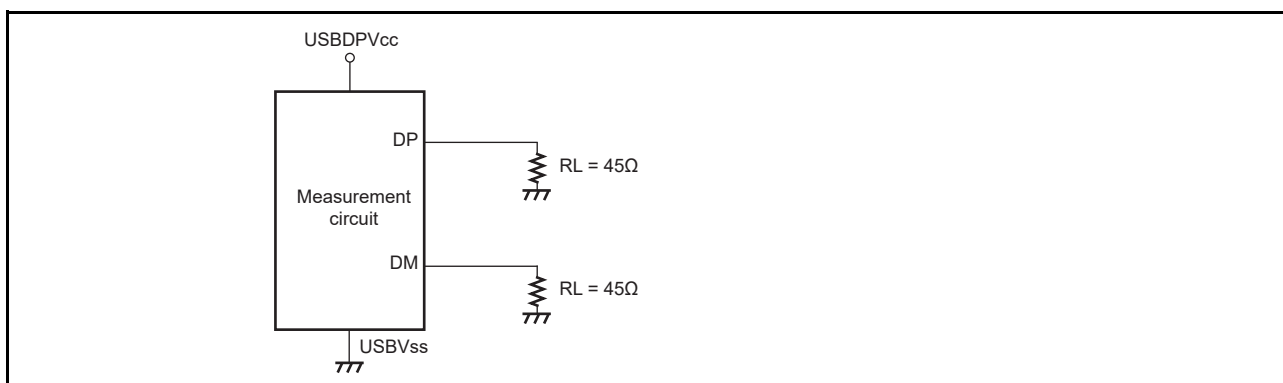 USBDPVcc
DP
RL = 45Ω
Measurement
circuit
DM
RL = 45Ω
USBVss